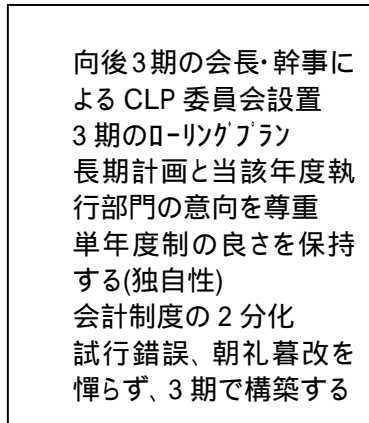 向後3期の会長・幹事に
よる CLP 委員会設置
3 期のﾛｰﾘﾝｸﾞﾌﾟﾗﾝ
長期計画と当該年度執
行部門の意向を尊重
単年度制の良さを保持
する(独自性)
会計制度の 2 分化
試行錯誤、朝礼暮改を
憚らず、3 期で構築する